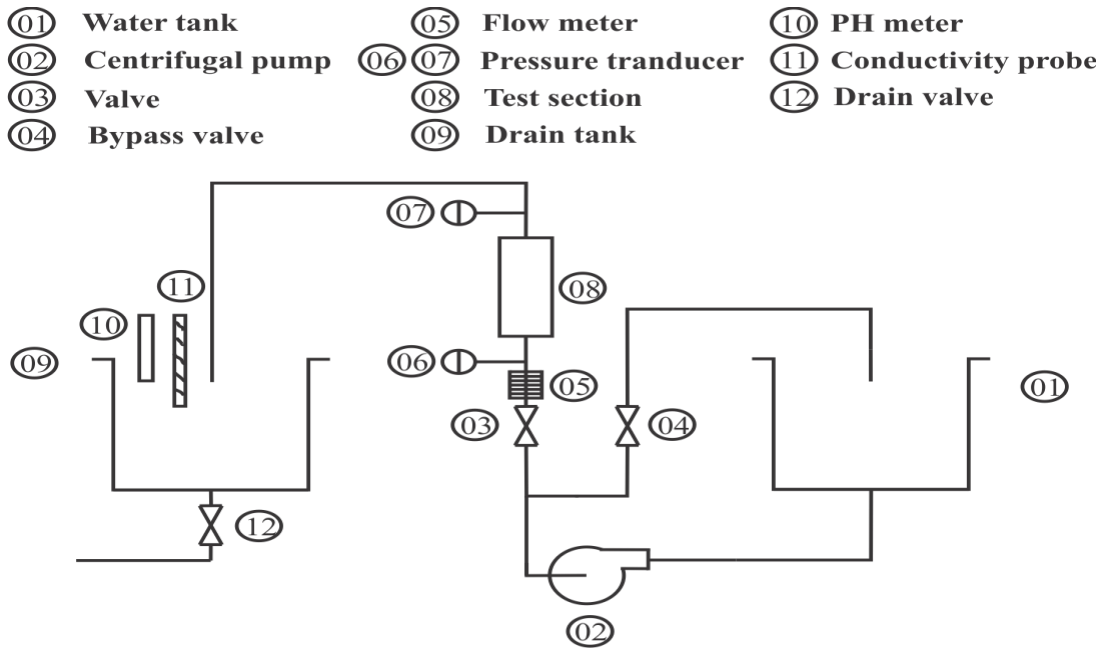 01 Water tank
02 Centrifugal pump
03 Valve
04 Bypass valve
05 Flow meter
06 07 Pressure tranducer
08 Test section
09 Drain tank
10 PH meter
11 Conductivity probe
12 Drain valve
07
11
08
10
09
06
05
01
03
04
12
02